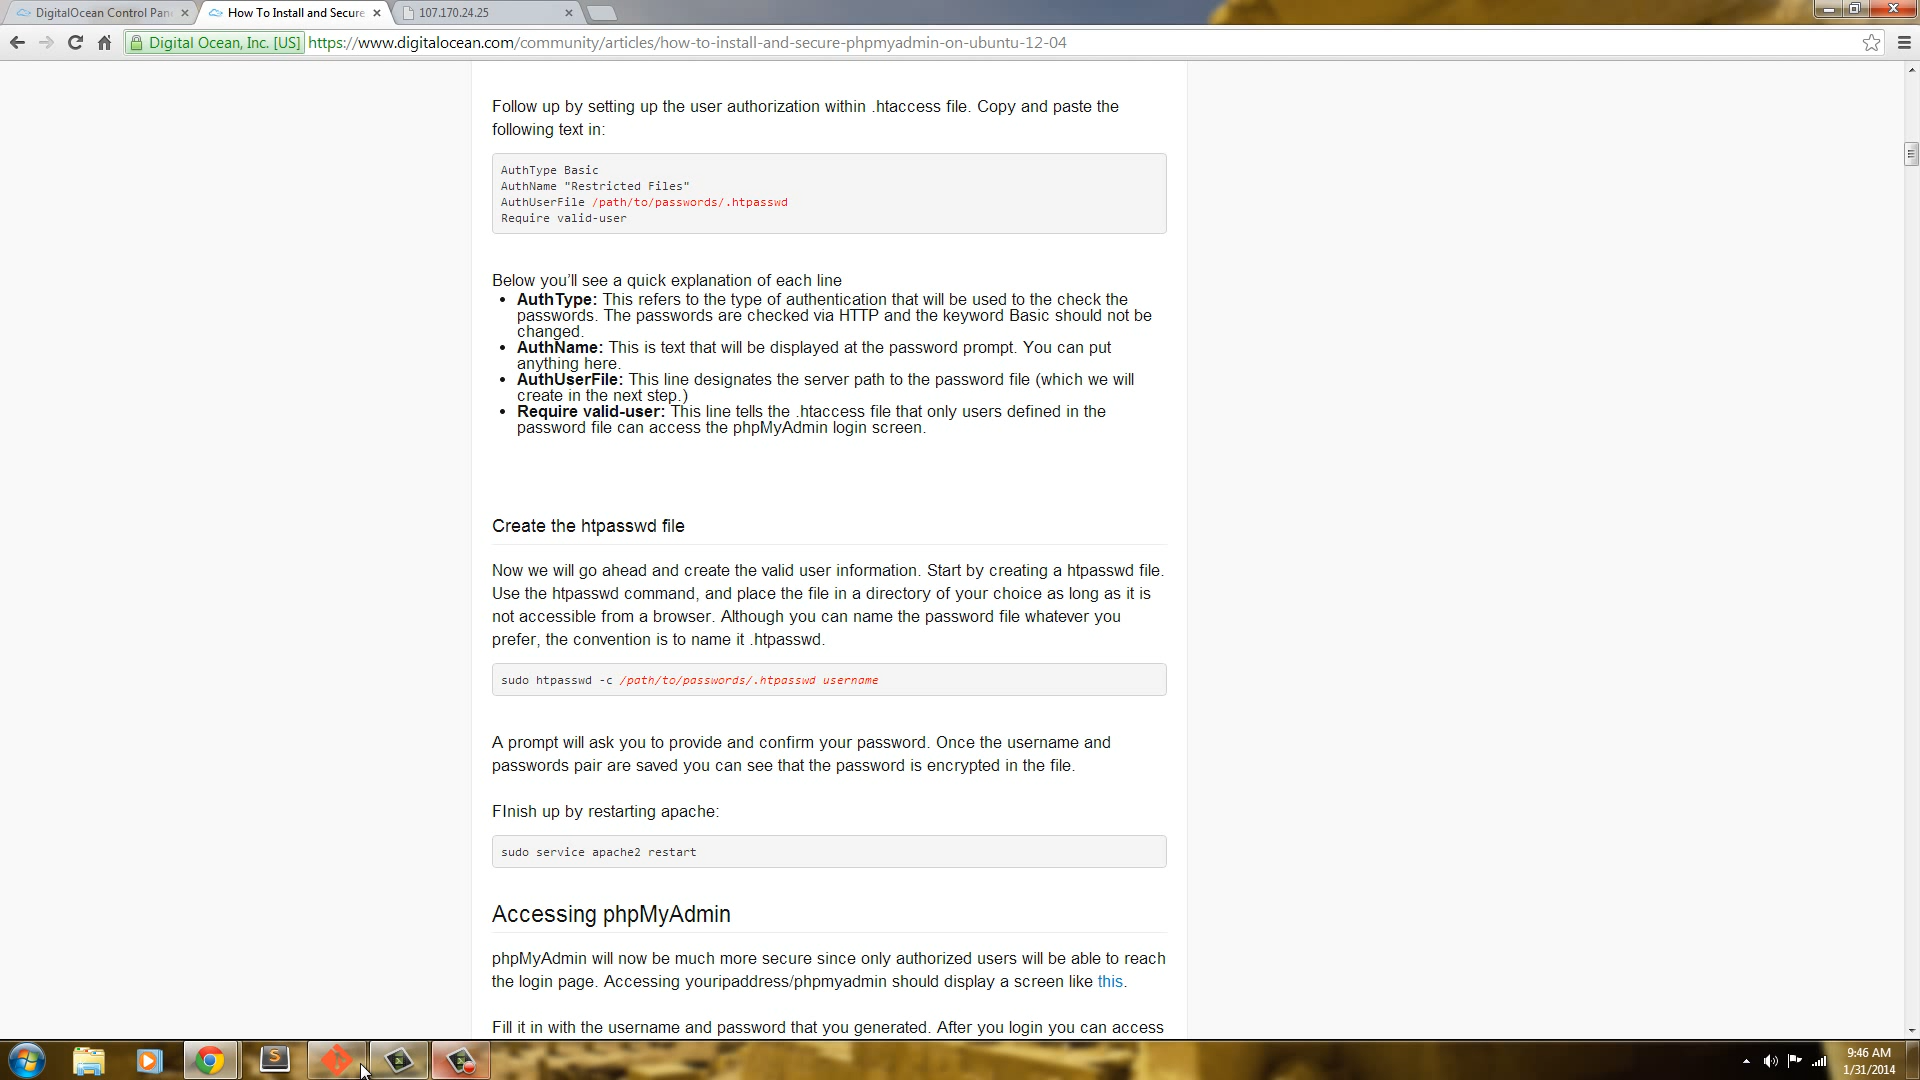 DigitalOcean Control Pan
How To Install and Secure
107.170.24.25
Digital Ocean, Inc. [US]
https://www.digitalocean.com/community/articles/how-to-install-and-secure-phpmyadmin-on-ubuntu-12-04
Follow up by setting up the user authorization within .htaccess file. Copy and paste the
following text in:
AuthType Basic
AuthName "Restricted Files"
AuthUserFile /path/to/passwords/.htpasswd
Require valid-user
Below you’ll see a quick explanation of each line
• AuthType: This refers to the type of authentication that will be used to the check the
passwords. The passwords are checked via HTTP and the keyword Basic should not be
changed.
• AuthName: This is text that will be displayed at the password prompt. You can put
anything here.
• AuthUserFile: This line designates the server path to the password file (which we will
create in the next step.)
• Require valid-user: This line tells the .htaccess file that only users defined in the
password file can access the phpMyAdmin login screen.
Create the htpasswd file
Now we will go ahead and create the valid user information. Start by creating a htpasswd file.
Use the htpasswd command, and place the file in a directory of your choice as long as it is
not accessible from a browser. Although you can name the password file whatever you
prefer, the convention is to name it .htpasswd.
sudo htpasswd -c /path/to/passwords/.htpasswd username
A prompt will ask you to provide and confirm your password. Once the username and
passwords pair are saved you can see that the password is encrypted in the file.
FInish up by restarting apache:
sudo service apache2 restart
Accessing phpMyAdmin
phpMyAdmin will now be much more secure since only authorized users will be able to reach
the login page. Accessing youripaddress/phpmyadmin should display a screen like this.
Fill it in with the username and password that you generated. After you login you can access
9:46 AM
1/31/2014